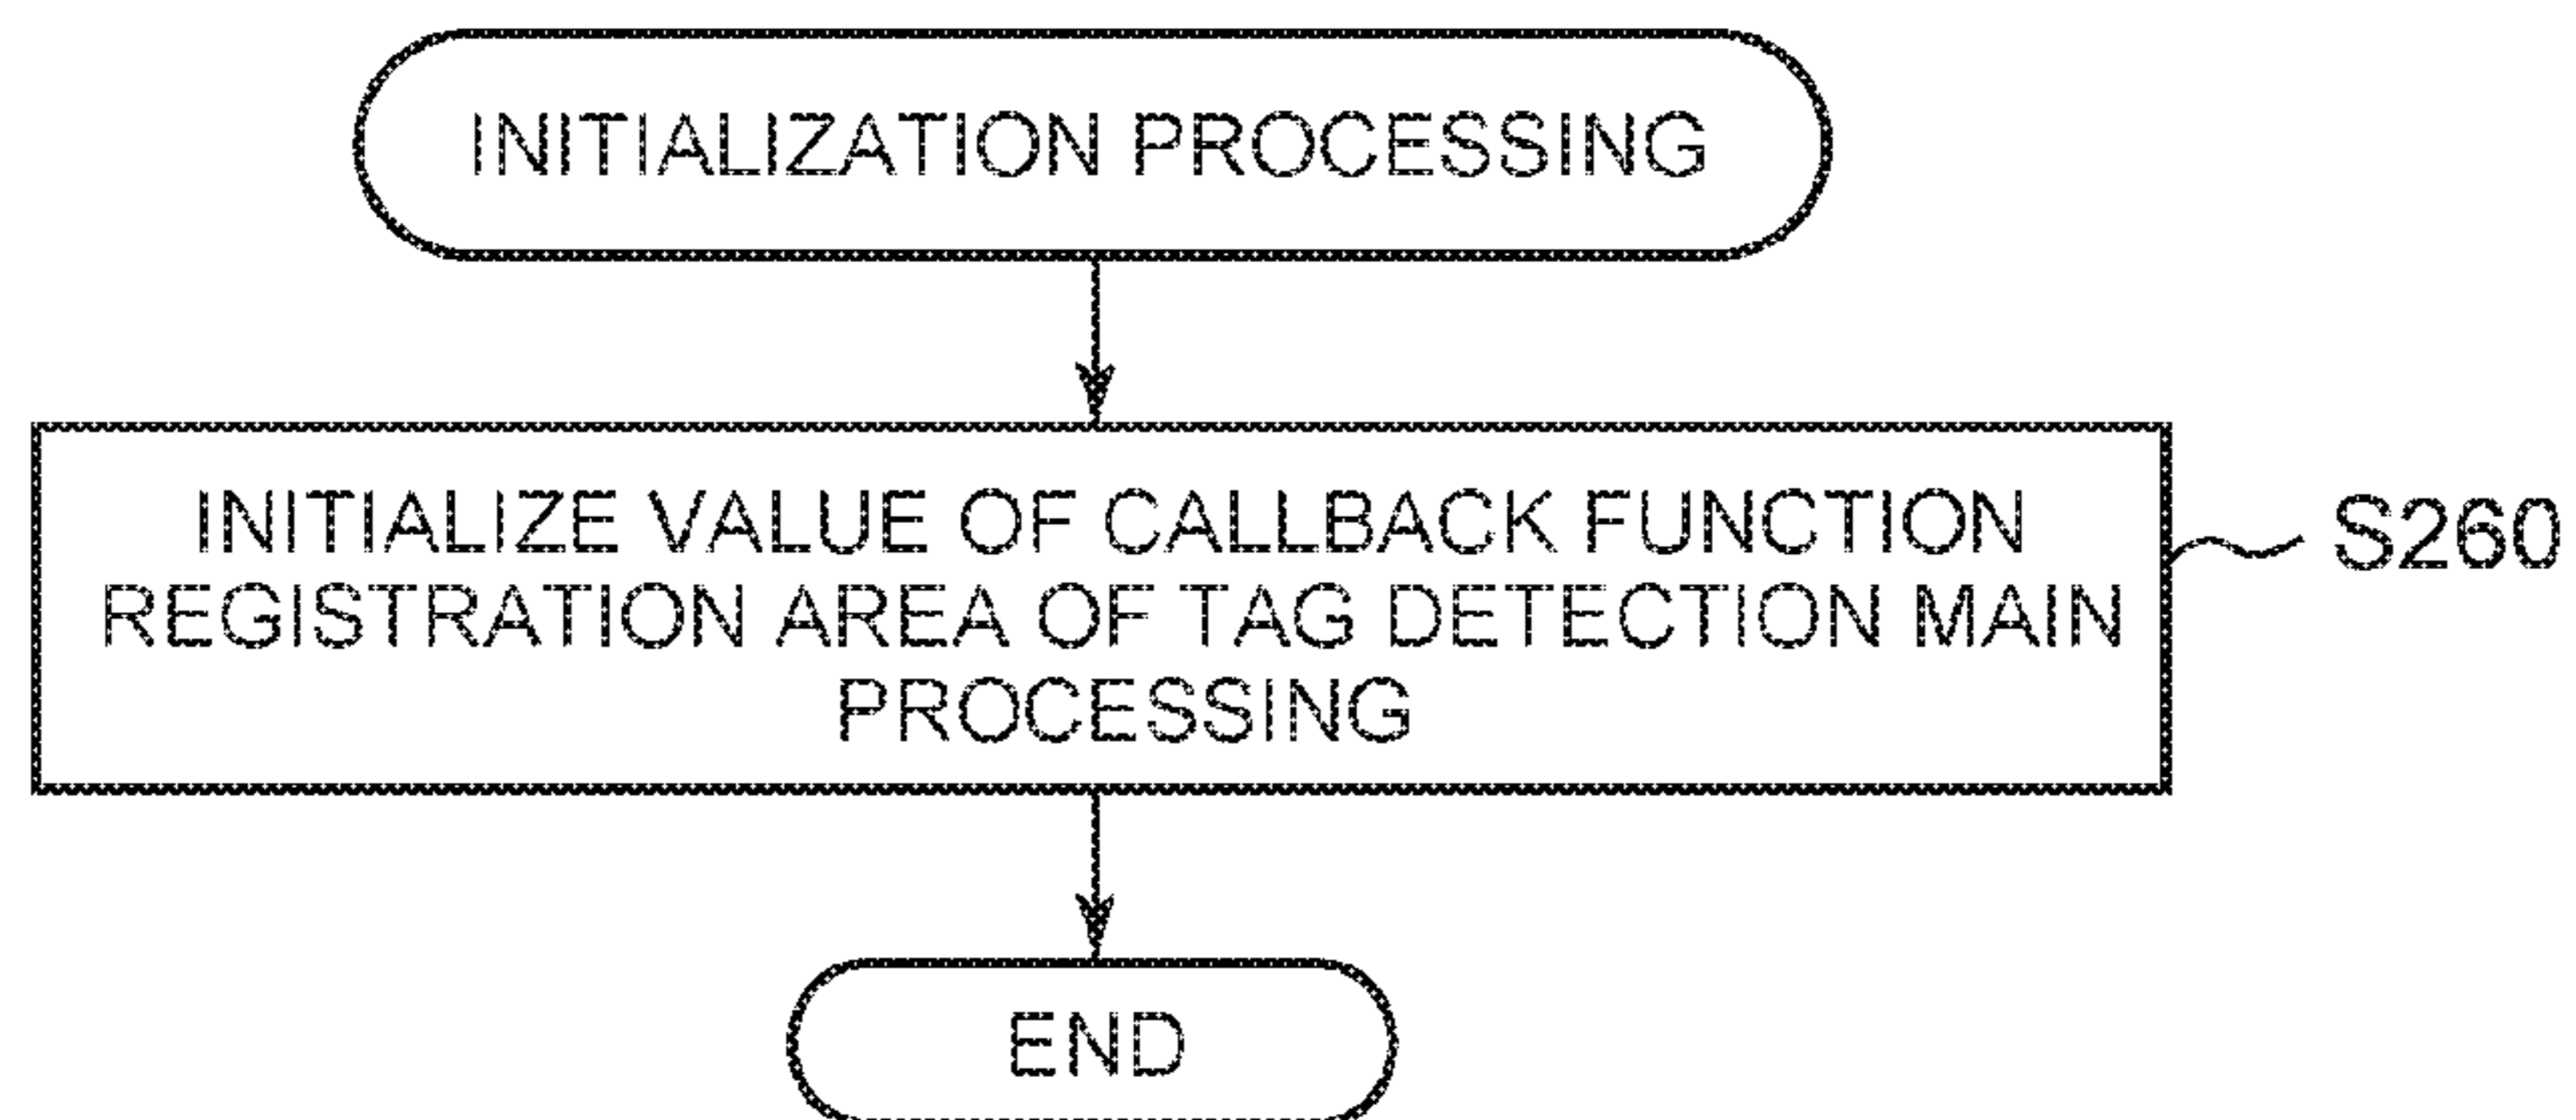 INITIALIZATION PROCESSING
INITIALIZE VALUE OF CALLBACK FUNCTION
REGISTRATION AREA OF TAG DETECTION MAIN
PROCESSING
S260
END